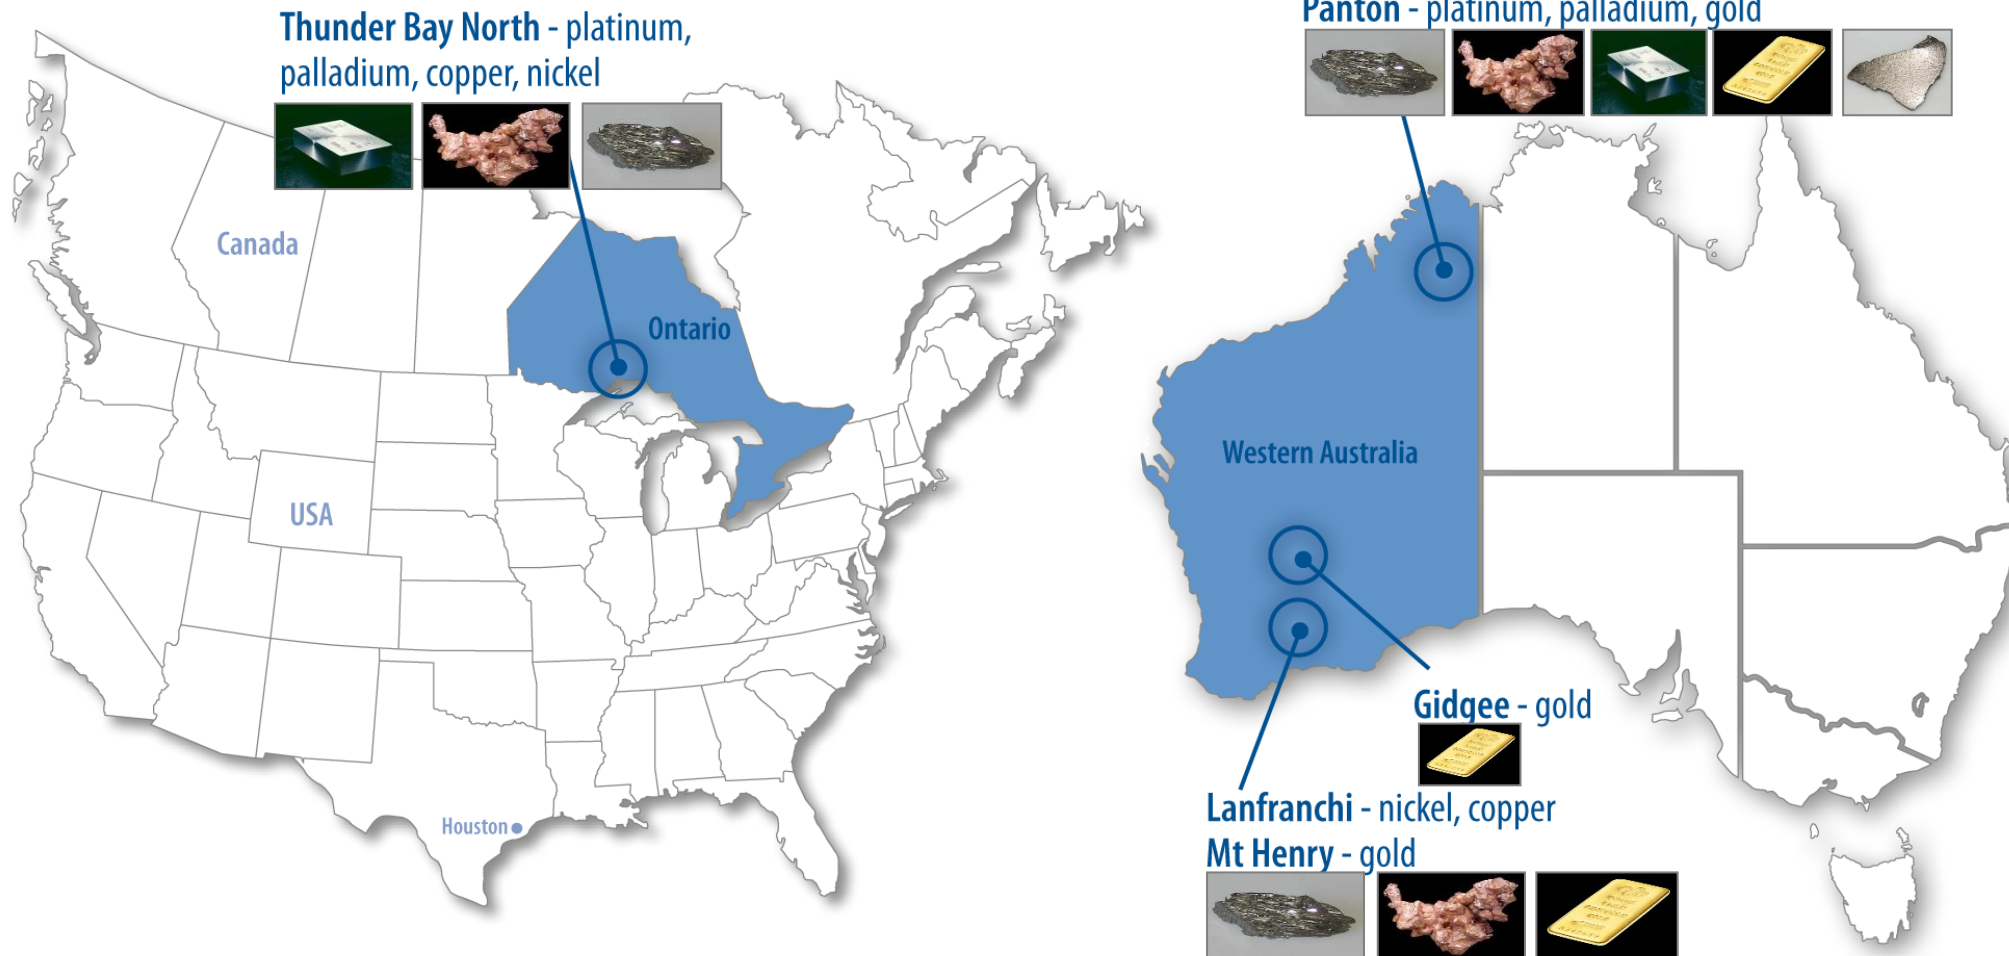 Thunder Bay North - platinum,
palladium, copper, nickel
Canada
Ontario
USA
Houston
Panton - platinum, palladium, gold
Western Australia
Gidgee - gold
Lanfranchi - nickel, copper
Mt Henry - gold